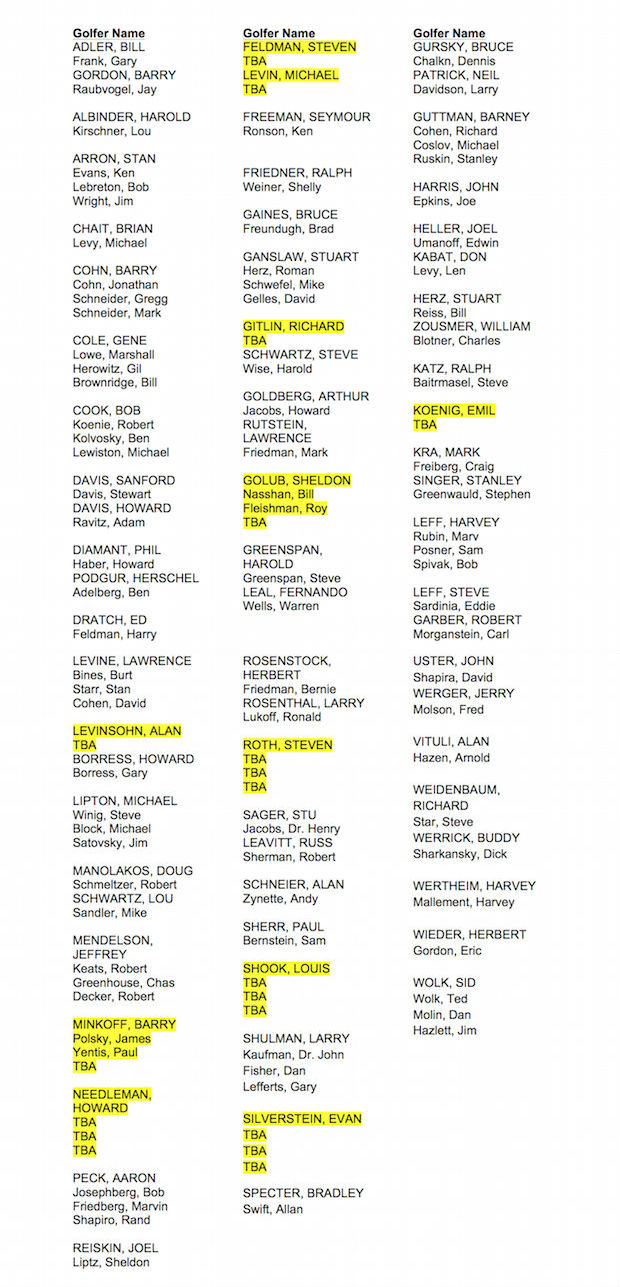 Golfer Name
ADLER, BILL
Frank, Gary
GORDON, BARRY
Raubvogel, Jay
ALBINDER, HAROLD
Kirschner, Lou
ARRON, STAN
Evans, Ken
Lebreton, Bob
Wright, Jim
CHAIT, BRIAN
Levy, Michael
COHN, BARRY
Cohn, Jonathan
Schneider, Gregg
Schneider, Mark
COLE, GENE
Lowe, Marshall
Herowitz, Gil
Brownridge, Bill
COOK, BOB
Koenie, Robert
Kolvosky, Ben
Lewiston, Michael
DAVIS, SANFORD
Davis, Stewart
DAVIS, HOWARD
Ravitz, Adam
DIAMANT, PHIL
Haber, Howard
PODGUR, HERSCHEL
Adelberg, Ben
DRATCH, ED
Feldman, Harry
LEVINE, LAWRENCE
Bines, Burt
Starr, Stan
Cohen, David
LEVINSOHN, ALAN
TBA
BORRESS, HOWARD
Borress, Gary
LIPTON, MICHAEL
Winig, Steve
Block, Michael
Satovsky, Jim
MANOLAKOS, DOUG
Schmeltzer, Robert
SCHWARTZ, LOU
Sandler, Mike
MENDELSON,
JEFFREY
Keats, Robert
Greenhouse, Chas
Decker, Robert
MINKOFF, BARRY
Polsky, James
Yentis, Paul
TBA
NEEDLEMAN,
HOWARD
TBA
TBA
TBA
PECK, AARON
Josephberg, Bob
Friedberg, Marvin
Shapiro, Rand
REISKIN, JOEL
Liptz, Sheldon
Golfer Name
FELDMAN, STEVEN
TBA
LEVIN, MICHAEL
TBA
FREEMAN, SEYMOUR
Ronson, Ken
FRIEDNER, RALPH
Weiner, Shelly
GAINES, BRUCE
Freundugh, Brad
GANSLAW, STUART
Herz, Roman
Schwefel, Mike
Gelles, David
GITLIN, RICHARD
TBA
SCHWARTZ, STEVE
Wise, Harold
GOLDBERG, ARTHUR
Jacobs, Howard
RUTSTEIN,
LAWRENCE
Friedman, Mark
GOLUB, SHELDON
Nasshan, Bill
Fleishman, Roy
TBA
GREENSPAN,
HAROLD
Greenspan, Steve
LEAL, FERNANDO
Wells, Warren
ROSENSTOCK,
HERBERT
Friedman, Bernie
ROSENTHAL, LARRY
Lukoff, Ronald
ROTH, STEVEN
TBA
TBA
TBA
SAGER, STU
Jacobs, Dr. Henry
LEAVITT, RUSS
Sherman, Robert
SCHNEIER, ALAN
Zynette, Andy
SHERR, PAUL
Bernstein, Sam
SHOOK, LOUIS
TBA
TBA
TBA
SHULMAN, LARRY
Kaufman, Dr. John
Fisher, Dan
Lefferts, Gary
SILVERSTEIN, EVAN
TBA
TBA
TBA
SPECTER, BRADLEY
Swift, Allan
Golfer Name
GURSKY, BRUCE
Chalkn, Dennis
PATRICK, NEIL
Davidson, Larry
GUTTMAN, BARNEY
Cohen, Richard
Coslov, Michael
Ruskin, Stanley
HARRIS, JOHN
Epkins, Joe
HELLER, JOEL
Umanoff, Edwin
KABAT, DON
Levy, Len
HERZ, STUART
Reiss, Bill
ZOUSMER, WILLIAM
Blotner, Charles
KATZ, RALPH
Baitrmasel, Steve
KOENIG, EMIL
TBA
KRA, MARK
Freiberg, Craig
SINGER, STANLEY
Greenwauld, Stephen
LEFF, HARVEY
Rubin, Marv
Posner, Sam
Spivak, Bob
LEFF, STEVE
Sardinia, Eddie
GARBER, ROBERT
Morganstein, Carl
USTER, JOHN
Shapira, David
WERGER, JERRY
Molson, Fred
VITULI, ALAN
Hazen, Arnold
WEIDENBAUM,
RICHARD
Star, Steve
WERRICK, BUDDY
Sharkansky, Dick
WERTHEIM, HARVEY
Mallement, Harvey
WIEDER, HERBERT
Gordon, Eric
WOLK, SID
Wolk, Ted
Molin, Dan
Hazlett, Jim